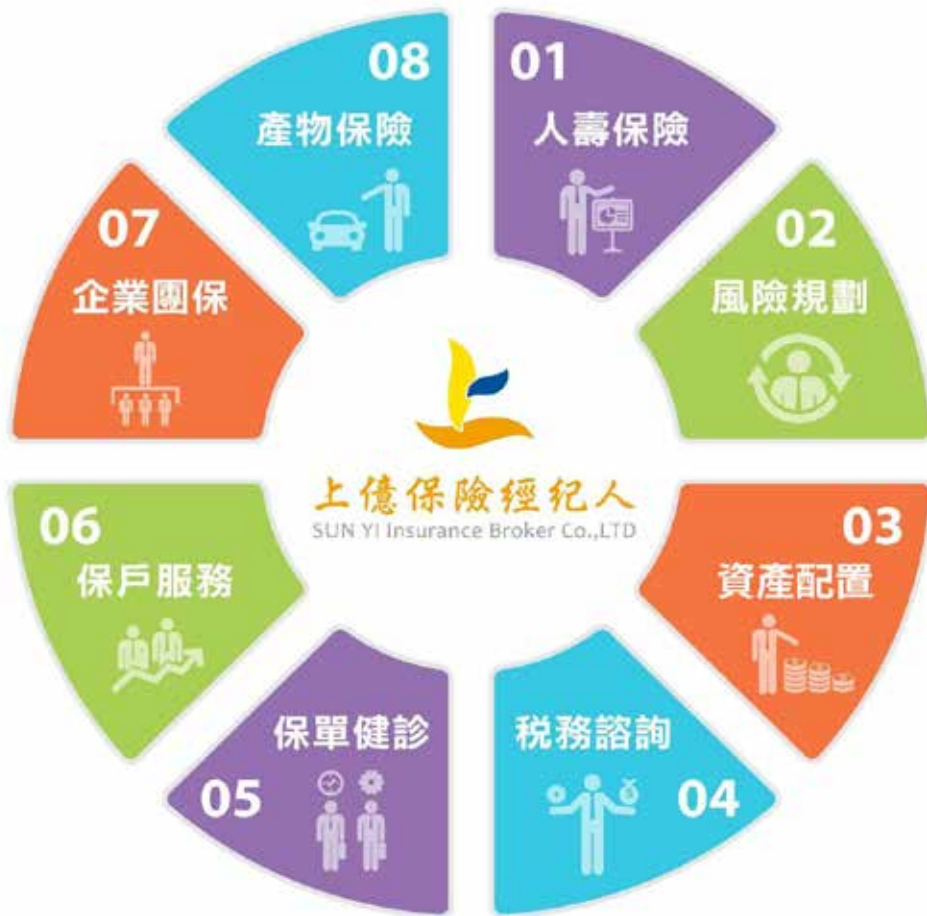 01
人壽保險
02
風險規劃
03
資產配置
04
税務諮詢
05
保單健診
06
保戶服務
07
企業團保
08
產物保險
上億保險經紀人
SUN YI Insurance Broker Co.,LTD